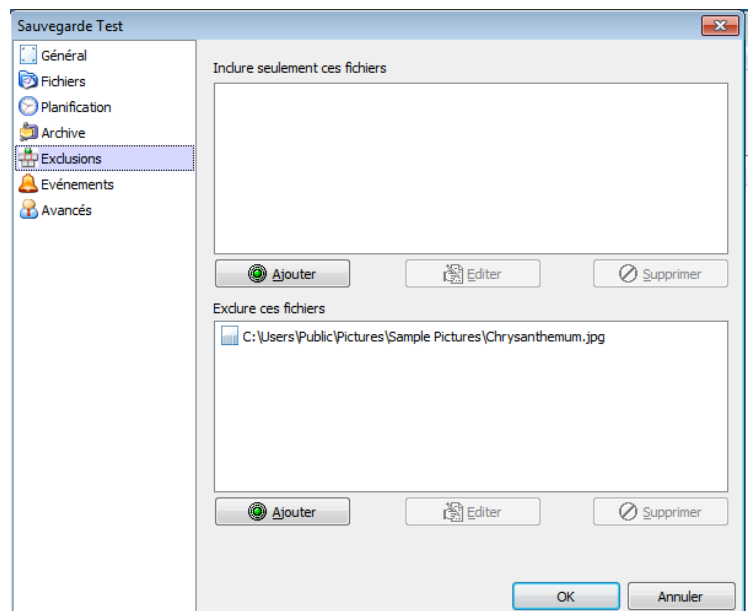 Sauvegarde Test
Général
Fichiers
Planification
Archive
Exclusions
Evénements
Avancés
Inclure seulement ces fichiers
Ajouter
Editer
Supprimer
Exclure ces fichiers
C:\Users\Public\Pictures\Sample Pictures\Chrysanthemum.jpg
Ajouter
Editer
Supprimer
OK
Annuler